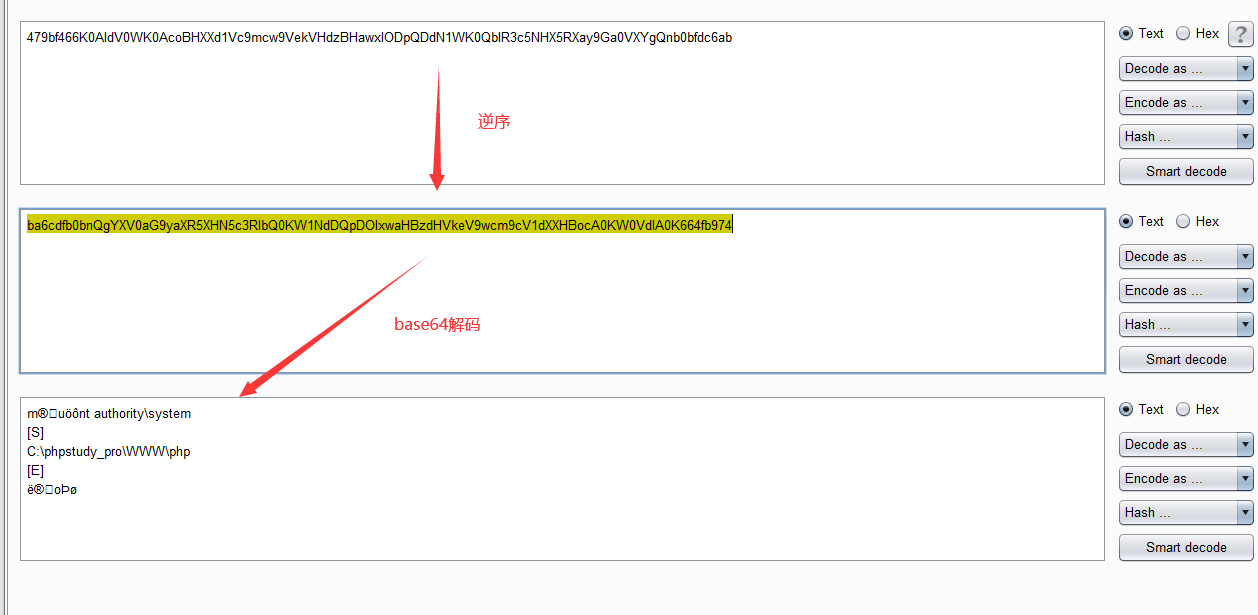 479bf466K0AIdV0WK0AcoBHXXd1Vc9mcw9VekVHdzBHawxlODpQDdN1WK0QblR3c5NHX5RXay9Ga0VXYgQnb0bfdc6ab
Text Hex ?
Decode as ...
Encode as ...
Hash ...
Smart decode
逆序
ba6cdfb0bnQgYXV0aG9yaXR5XHN5c3RlbQ0KW1NdDQpDOlxwaHBzdHVkeV9wcm9cV1dXXHBocA0KW0VdIA0K664fb974
Text Hex
Decode as ...
Encode as ...
Hash ...
Smart decode
base64解码
m®uöônt authority\system
[S]
C:\phpstudy_pro\WWW\php
[E]
ë®oÞø
Text Hex
Decode as ...
Encode as ...
Hash ...
Smart decode